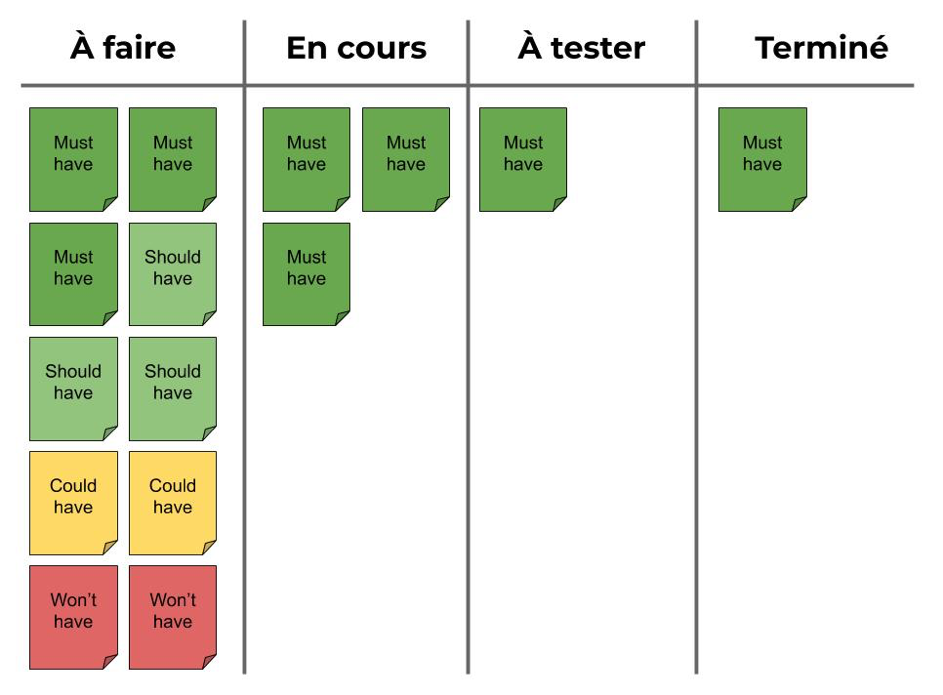 À faire
En cours
À tester
Terminé
Must
have
Must
have
Must
have
Must
have
Must
have
Must
have
Must
have
Should
have
Must
have
Should
have
Should
have
Could
have
Could
have
Won't
have
Won't
have